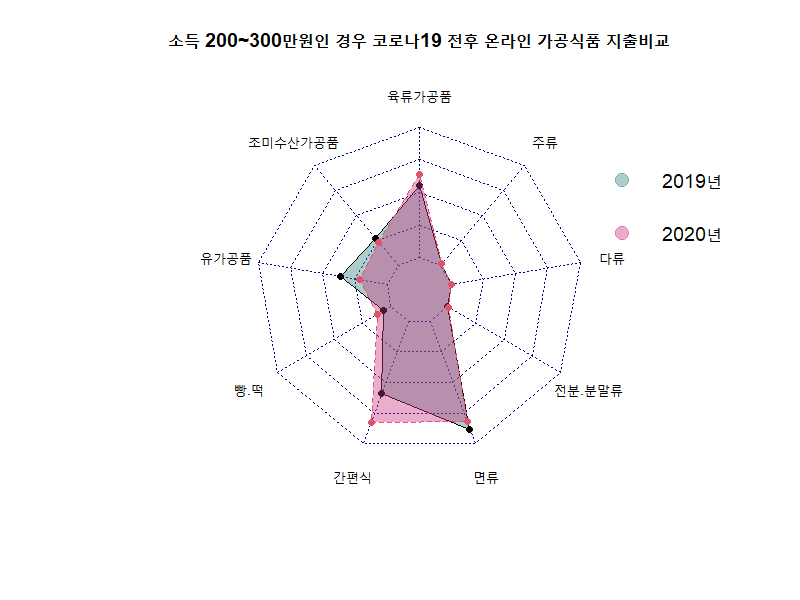 소득 200~300만원인 경우 코로나19 전후 온라인 가공식품 지출비교
육류가공품
조미수산가공품
주류
2019년
2020년
유가공품
다류
빵.떡
전분.분말류
간편식
면류